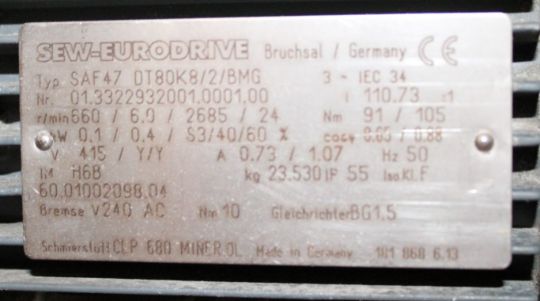 SEW-EURODRIVE Bruchsal / Germany CE
Typ SAF47 DT80K8/2/BMG 3 - IEC 34
Nr. 01.3322932001.0001.00 i 110.73 :1
r/min 660 / 6.0 / 2685 / 24 Nm 91 / 105
kW 0.1 / 0.4 / S3/40/60 % cosφ / 0.88
V 415 / Y/Y A 0.73 / 1.07 Hz 50
IM H6B kg 23.530 IP 55 Iso.Kl. F
60.01002098.04
Bremse V240 AC Nm 10 Gleichrichter BG1.5
Schmierstoff CLP 680 MINER.OL Made in Germany 181 868 6.13